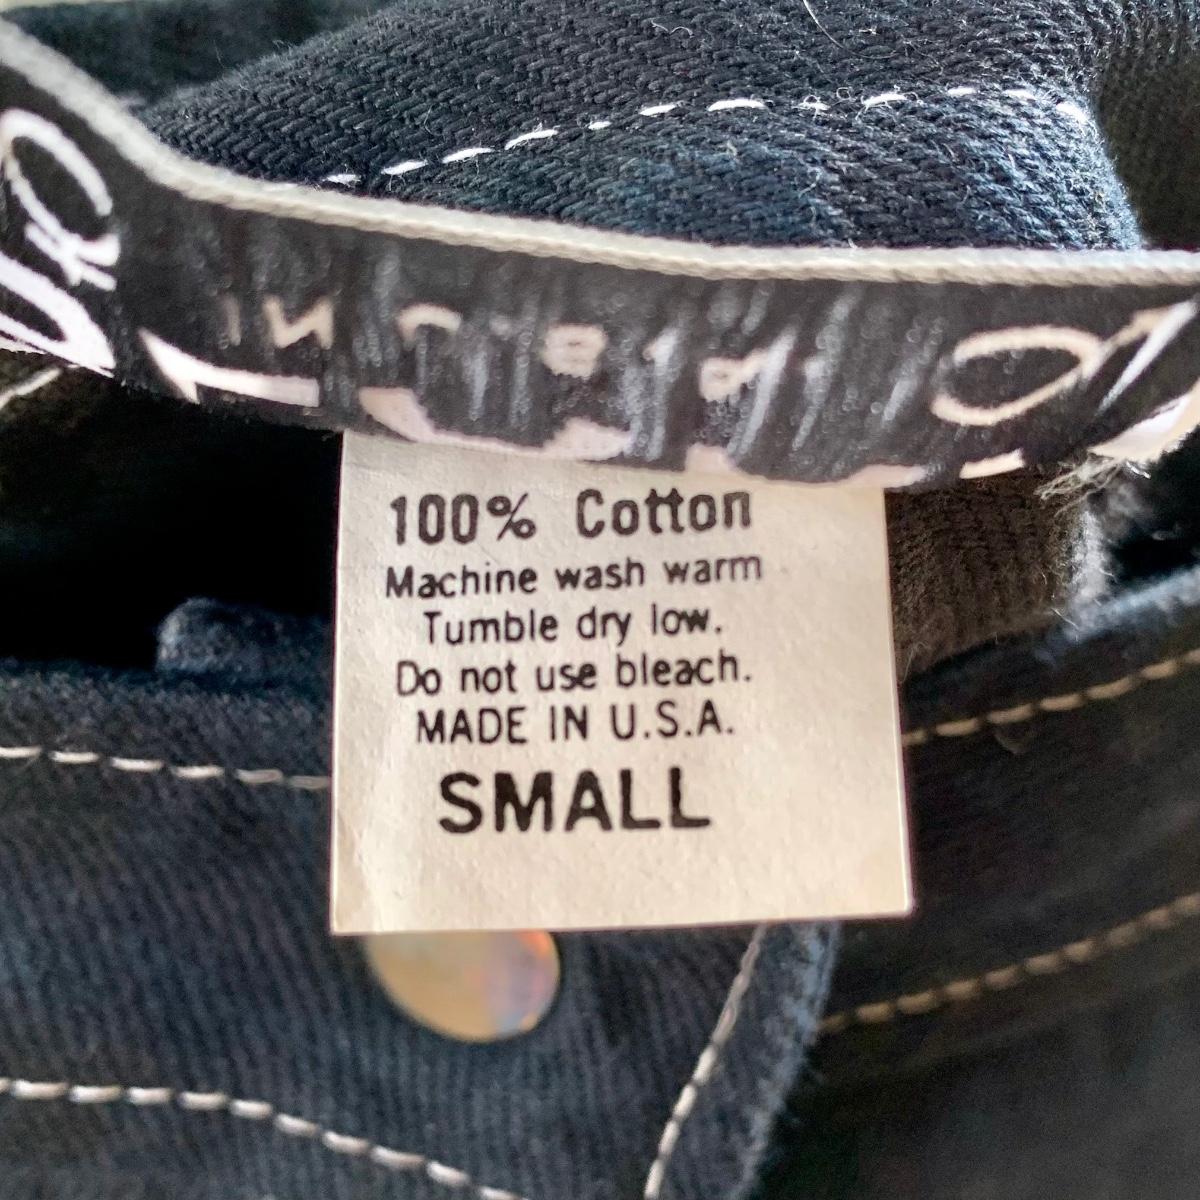 100% Cotton
Machine wash warm
Tumble dry low.
Do not use bleach.
MADE IN U.S.A.
SMALL